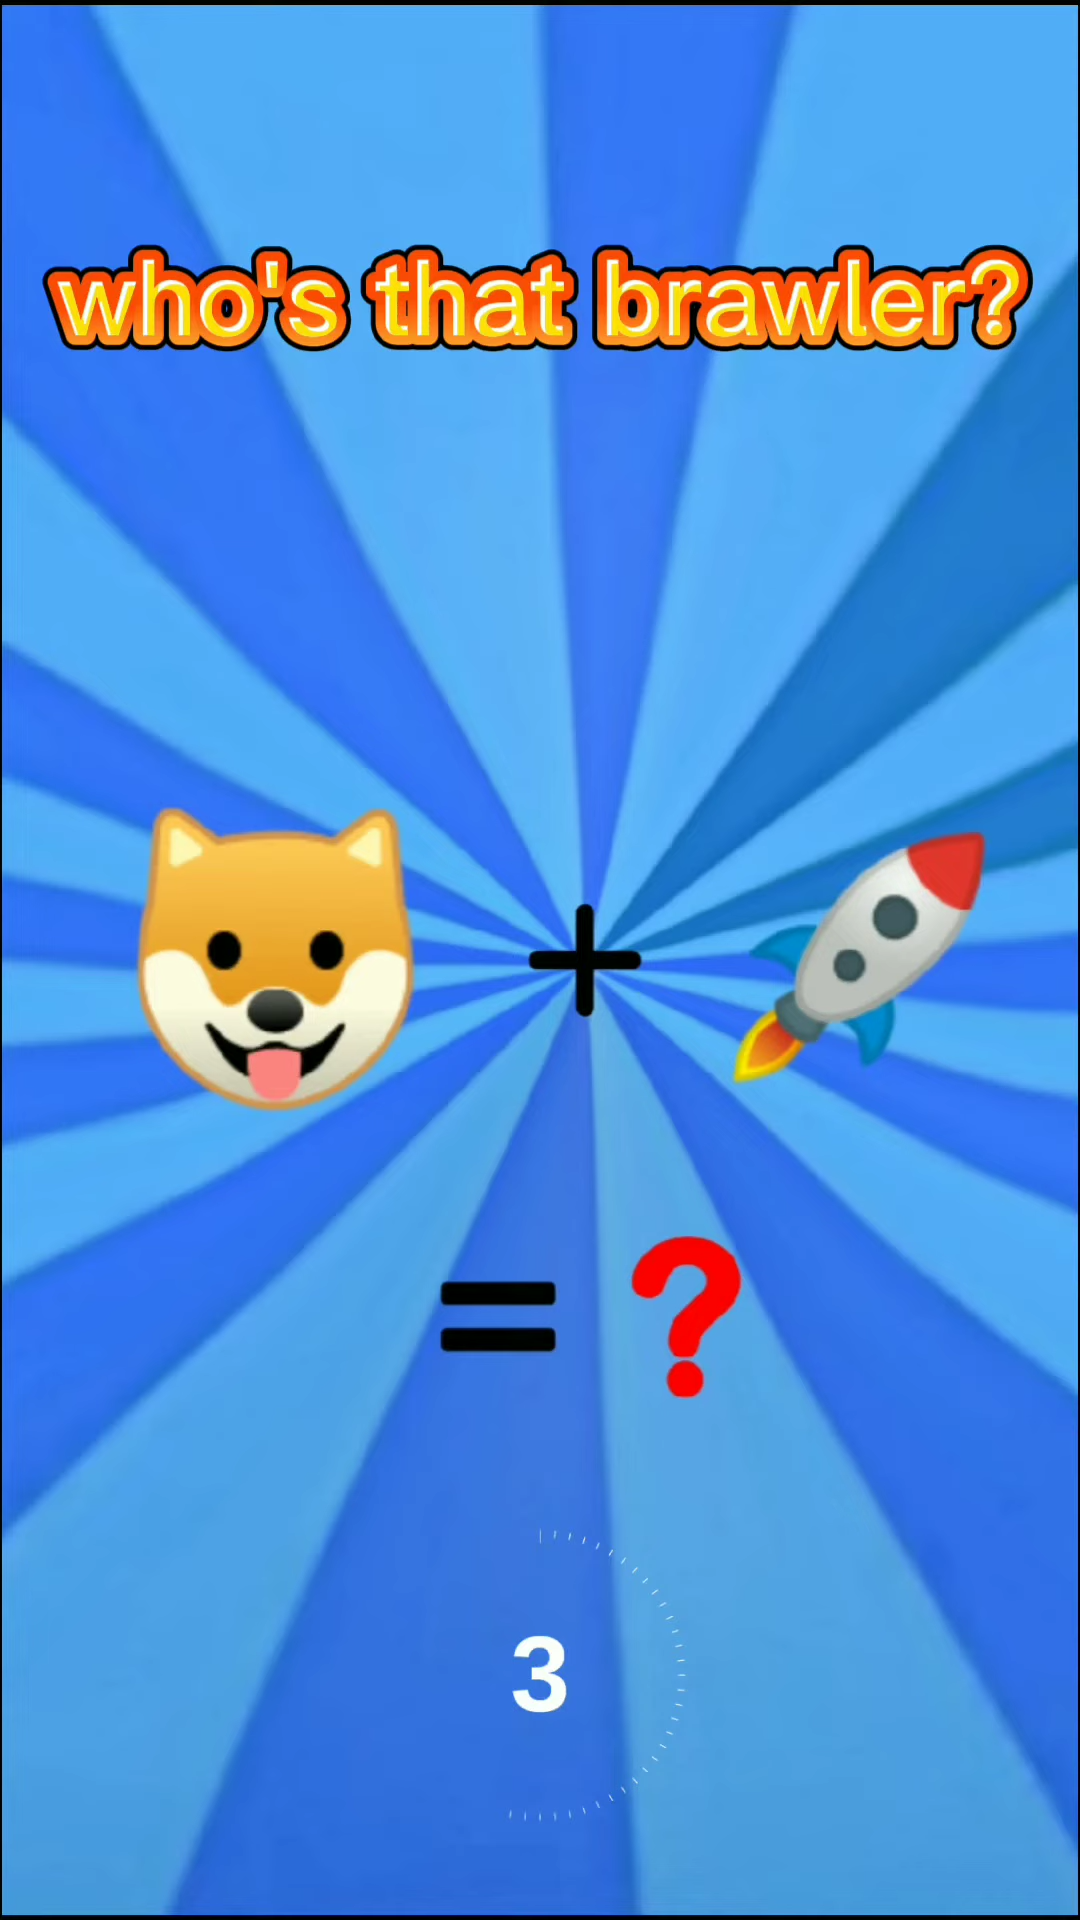 who's that brawler?
+
= ?
3